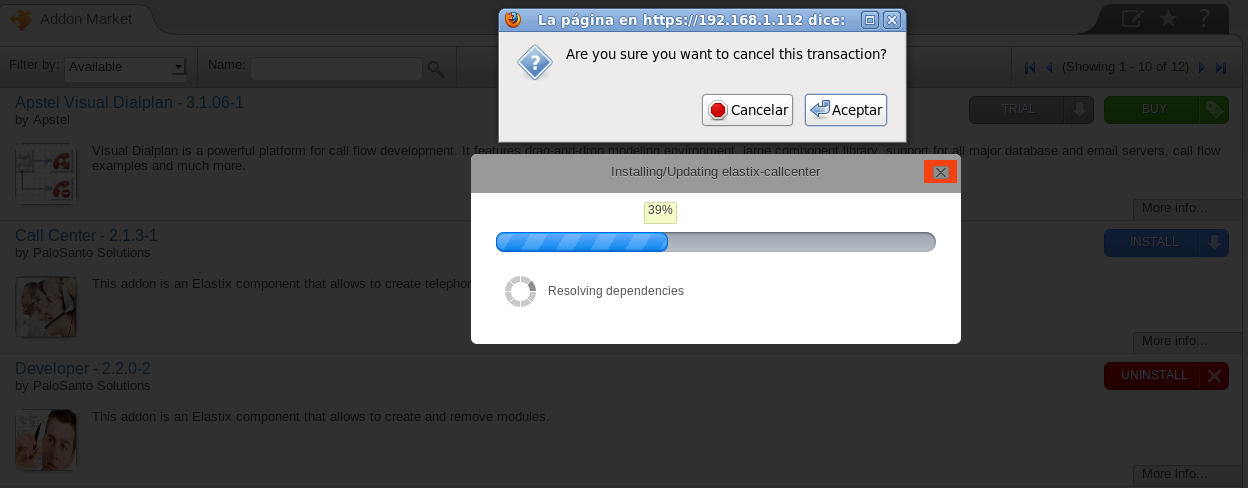 Addon Market
La página en https://192.168.1.112 dice:
Are you sure you want to cancel this transaction?
Cancelar
Aceptar
Filter by: Available
Name:
(Showing 1 - 10 of 12)
Apstel Visual Dialplan - 3.1.06-1
by Apstel
TRIAL
BUY
Visual Dialplan is a powerful platform for call flow development. It features drag-and-drop modeling environment, large component library, support for all major database and email servers, call flow
examples and much more.
More info...
Installing/Updating elastix-callcenter
39%
Resolving dependencies
Call Center - 2.1.3-1
by PaloSanto Solutions
INSTALL
This addon is an Elastix component that allows to create telephon
More info...
Developer - 2.2.0-2
by PaloSanto Solutions
UNINSTALL
This addon is an Elastix component that allows to create and remove modules.
More info...